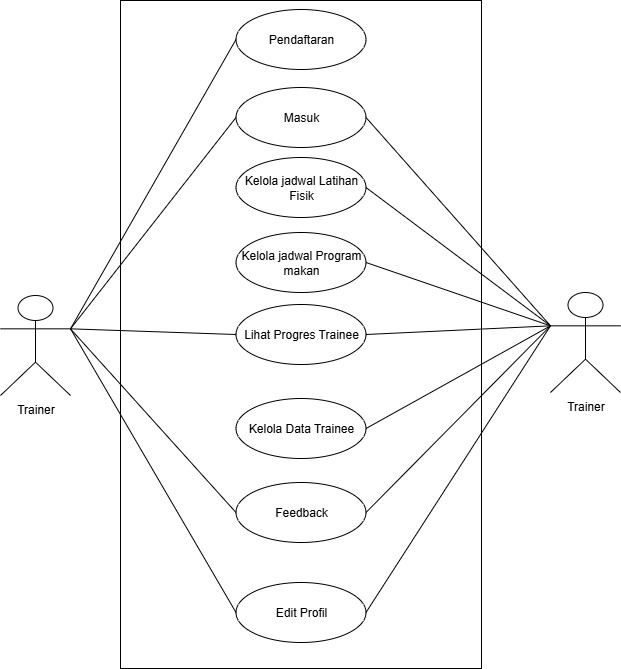 Pendaftaran
Masuk
Kelola jadwal Latihan
Fisik
Kelola jadwal Program
makan
Lihat Progres Trainee
Kelola Data Trainee
Feedback
Edit Profil
Trainer
Trainer